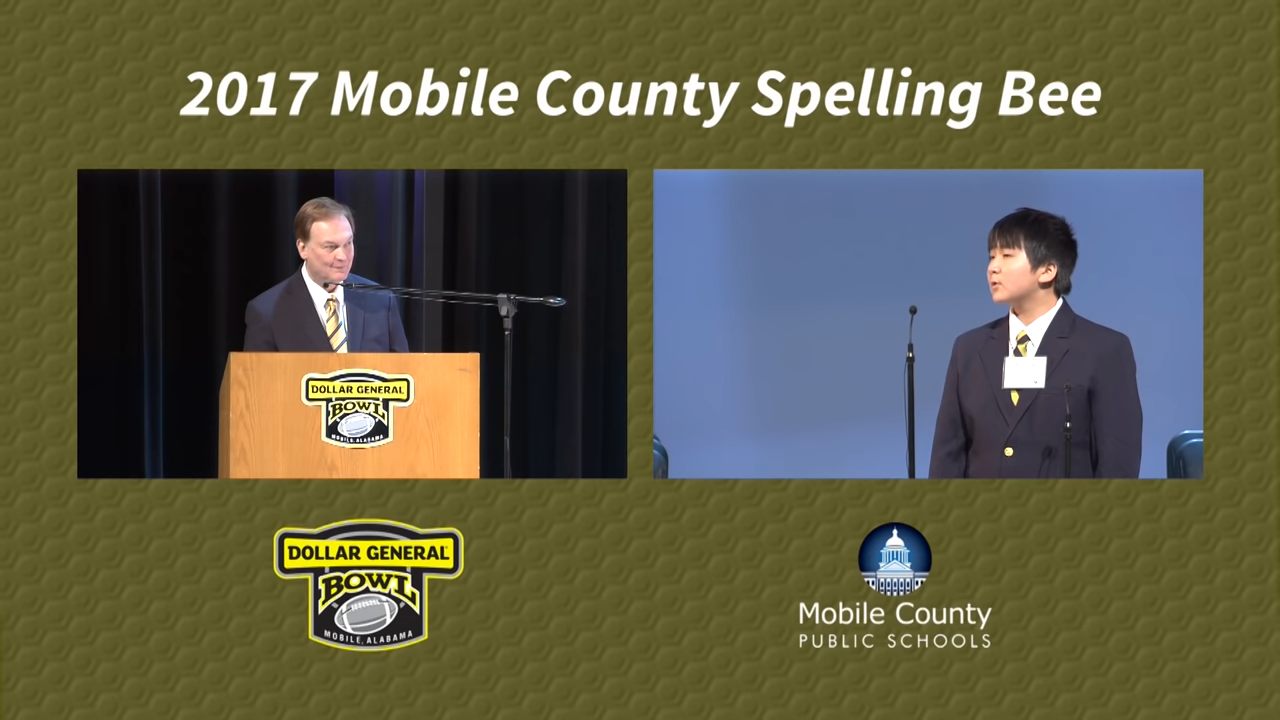 2017 Mobile County Spelling Bee
DOLLAR GENERAL
BOWL
MOBILE, ALABAMA
DOLLAR GENERAL
BOWL
MOBILE, ALABAMA
Mobile County
PUBLIC SCHOOLS